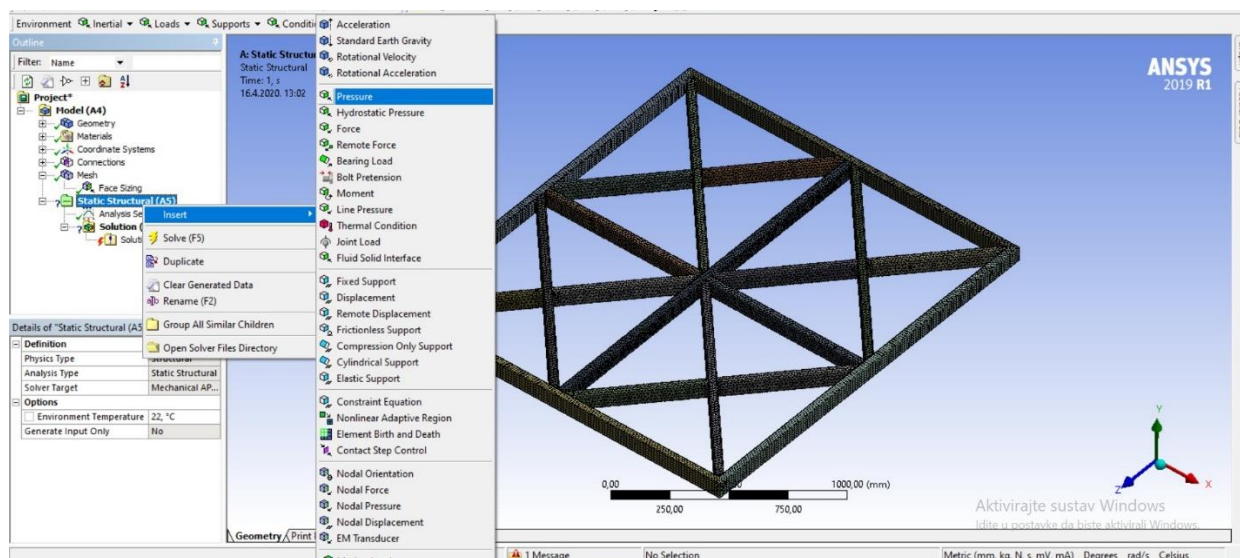 Environment Inertial Loads Supports Conditi
Outline
Filter: Name
Project*
Model (A4)
Geometry
Materials
Coordinate Systems
Connections
Mesh
Face Sizing
Static Structural (A5)
Analysis Se
Solution (
Soluti
Insert
Solve (F5)
Duplicate
Clear Generated Data
Rename (F2)
Group All Similar Children
Open Solver Files Directory
Details of "Static Structural (A5
Definition
Physics Type Structural
Analysis Type Static Structural
Solver Target Mechanical AP...
Options
Environment Temperature 22, °C
Generate Input Only No
Acceleration
Standard Earth Gravity
Rotational Velocity
Rotational Acceleration
Pressure
Hydrostatic Pressure
Force
Remote Force
Bearing Load
Bolt Pretension
Moment
Line Pressure
Thermal Condition
Joint Load
Fluid Solid Interface
Fixed Support
Displacement
Remote Displacement
Frictionless Support
Compression Only Support
Cylindrical Support
Elastic Support
Constraint Equation
Nonlinear Adaptive Region
Element Birth and Death
Contact Step Control
Nodal Orientation
Nodal Force
Nodal Pressure
Nodal Displacement
EM Transducer
A: Static Structu
Static Structural
Time: 1, s
16.4.2020. 13:02
ANSYS
2019 R1
0,00 1000,00 (mm)
250,00 750,00
Y
Z X
Aktivirajte sustav Windows
Idite u postavke da biste aktivirali Windows.
Geometry Print
1 Message No Selection Metric (mm, kg, N, s, mV, mA) Degrees rad/s Celsius